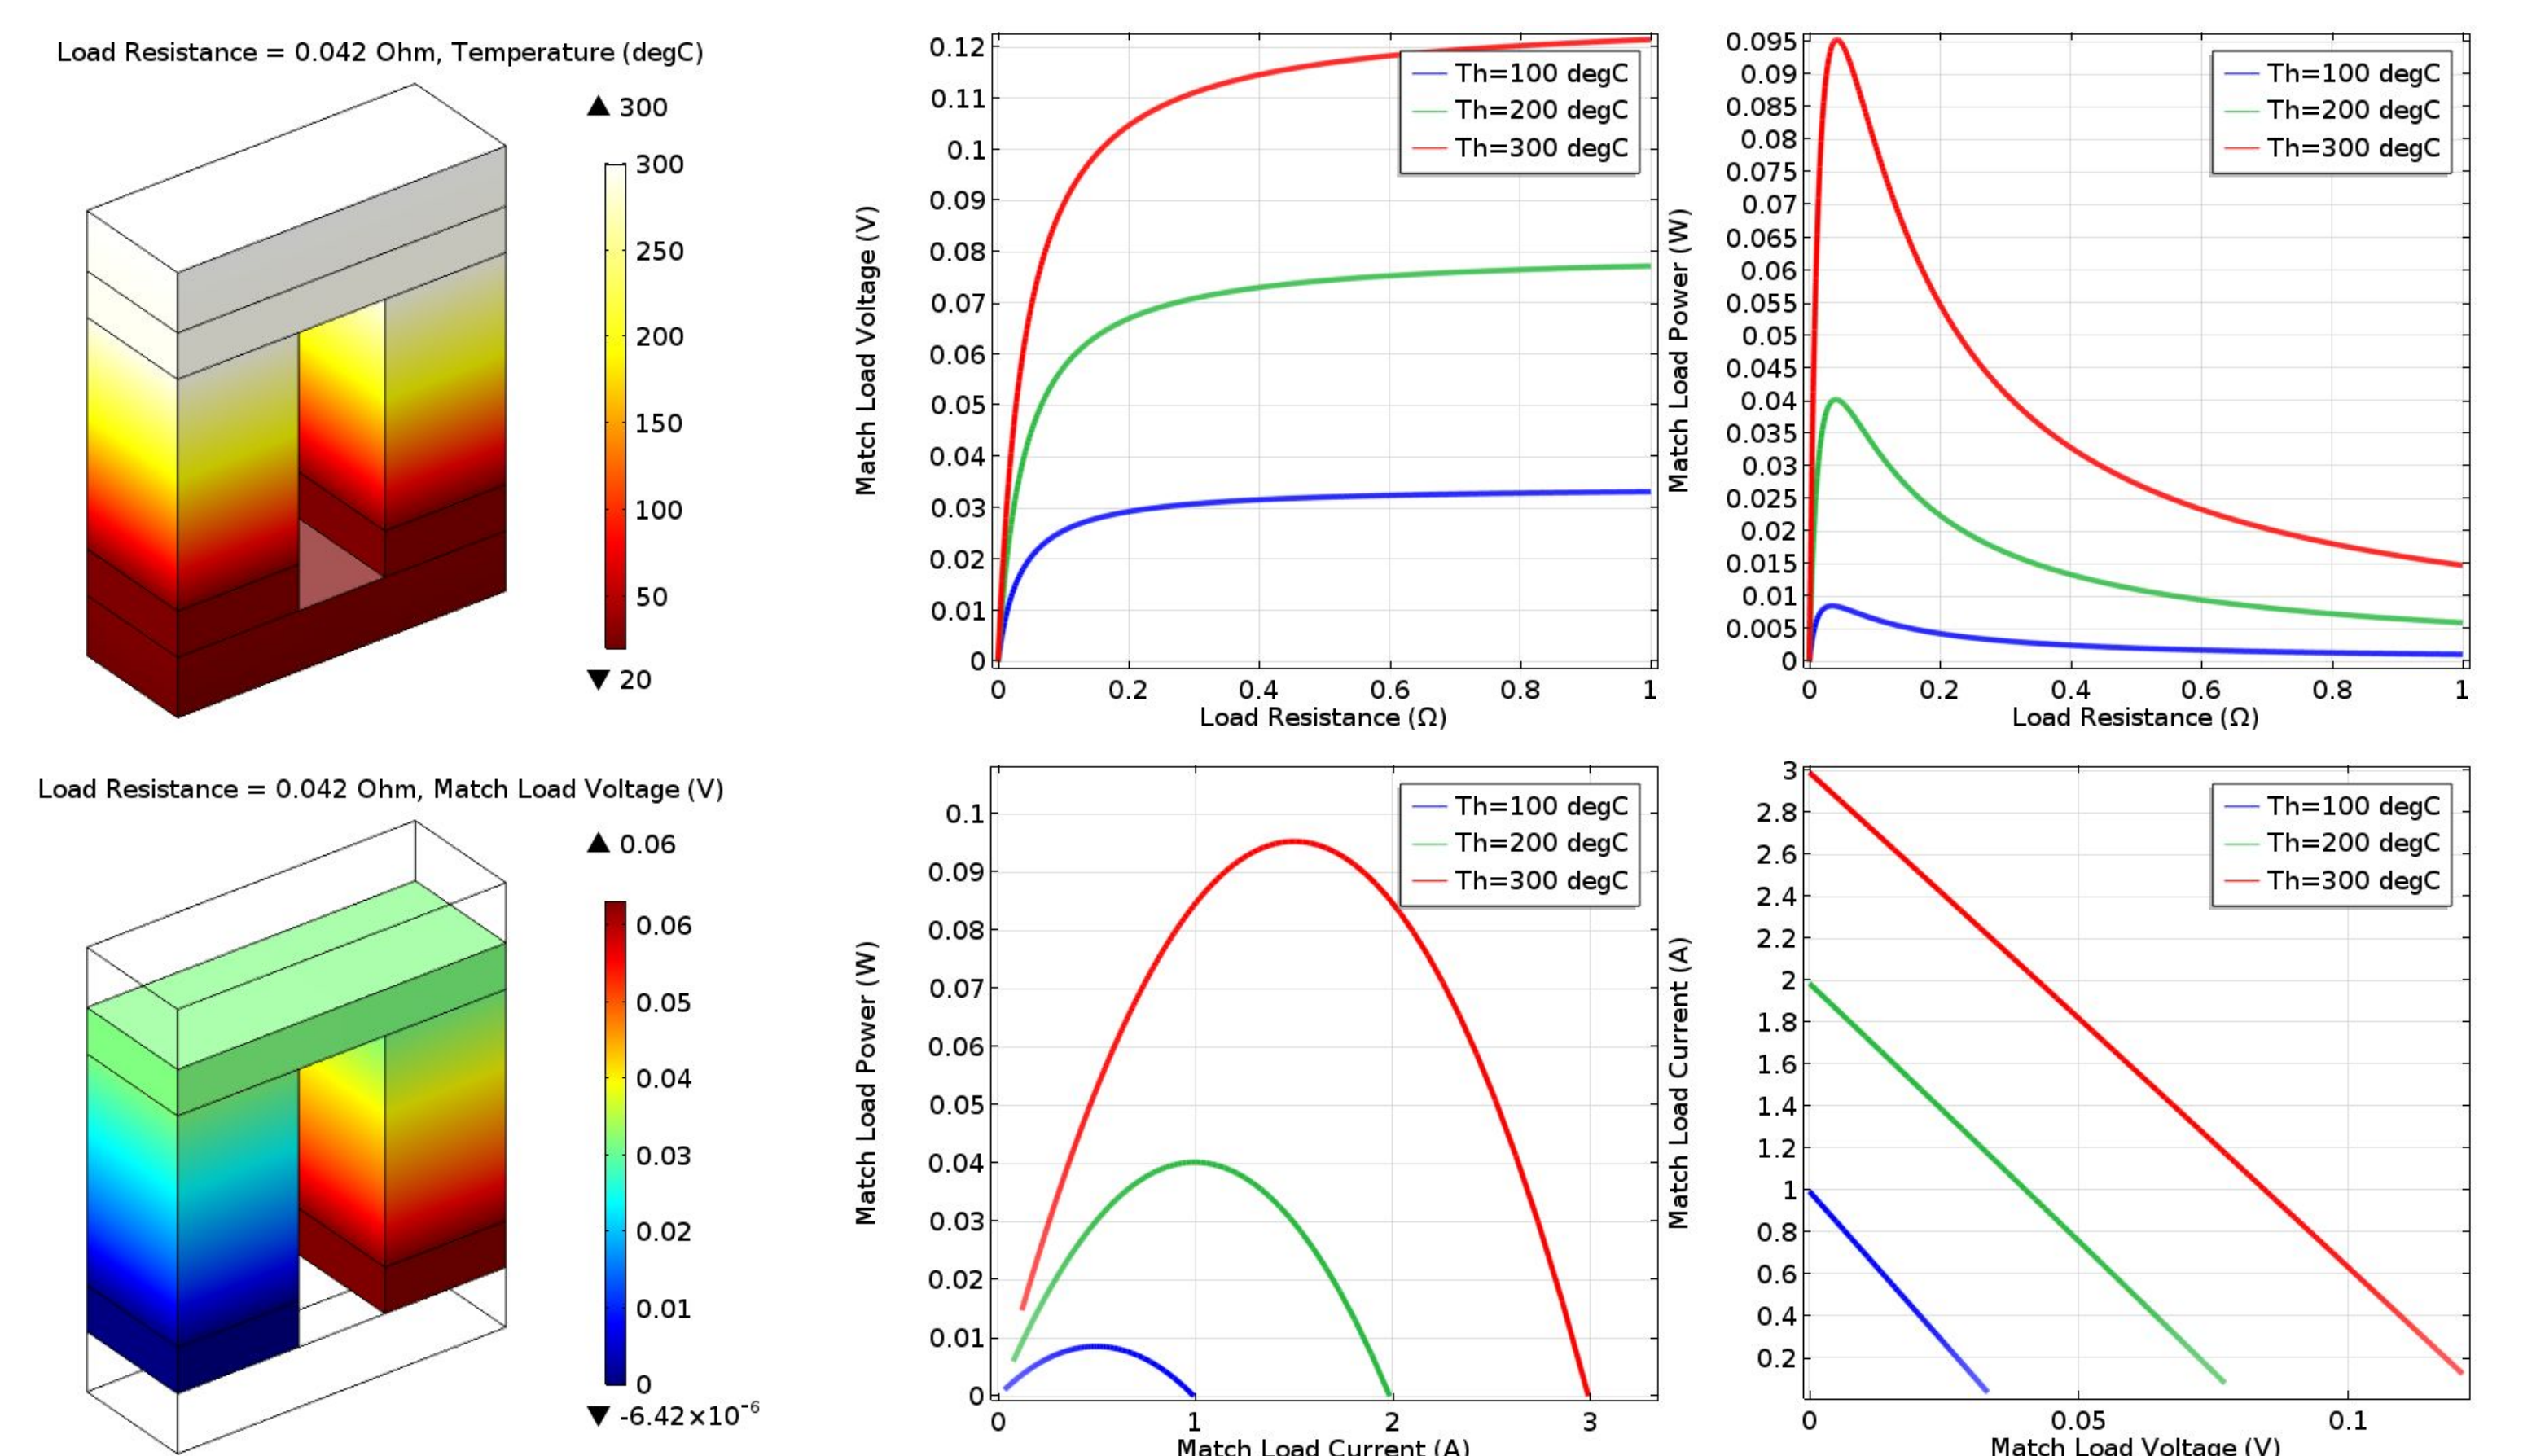 Load Resistance = 0.042 Ohm, Temperature (degC)
300
300
250
200
150
100
50
20
Match Load Voltage (V)
0.12
0.11
0.1
0.09
0.08
0.07
0.06
0.05
0.04
0.03
0.02
0.01
0
0 0.2 0.4 0.6 0.8 1
Load Resistance (Ω)
Th=100 degC
Th=200 degC
Th=300 degC
Match Load Power (W)
0.095
0.09
0.085
0.08
0.075
0.07
0.065
0.06
0.055
0.05
0.045
0.04
0.035
0.03
0.025
0.02
0.015
0.01
0.005
0
0 0.2 0.4 0.6 0.8 1
Load Resistance (Ω)
Th=100 degC
Th=200 degC
Th=300 degC
Load Resistance = 0.042 Ohm, Match Load Voltage (V)
0.06
0.06
0.05
0.04
0.03
0.02
0.01
0
-6.42×10⁻⁶
Match Load Power (W)
0.1
0.09
0.08
0.07
0.06
0.05
0.04
0.03
0.02
0.01
0
0 1 2 3
Match Load Current (A)
Th=100 degC
Th=200 degC
Th=300 degC
Match Load Current (A)
3
2.8
2.6
2.4
2.2
2
1.8
1.6
1.4
1.2
1
0.8
0.6
0.4
0.2
0 0.05 0.1
Match Load Voltage (V)
Th=100 degC
Th=200 degC
Th=300 degC